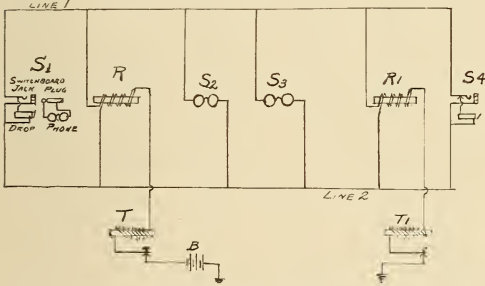 LINE 1
S1
SWITCHBOARD
JACK PLUG
DROP PHONE
R
S2
S3
R1
S4
LINE 2
T
B
T1